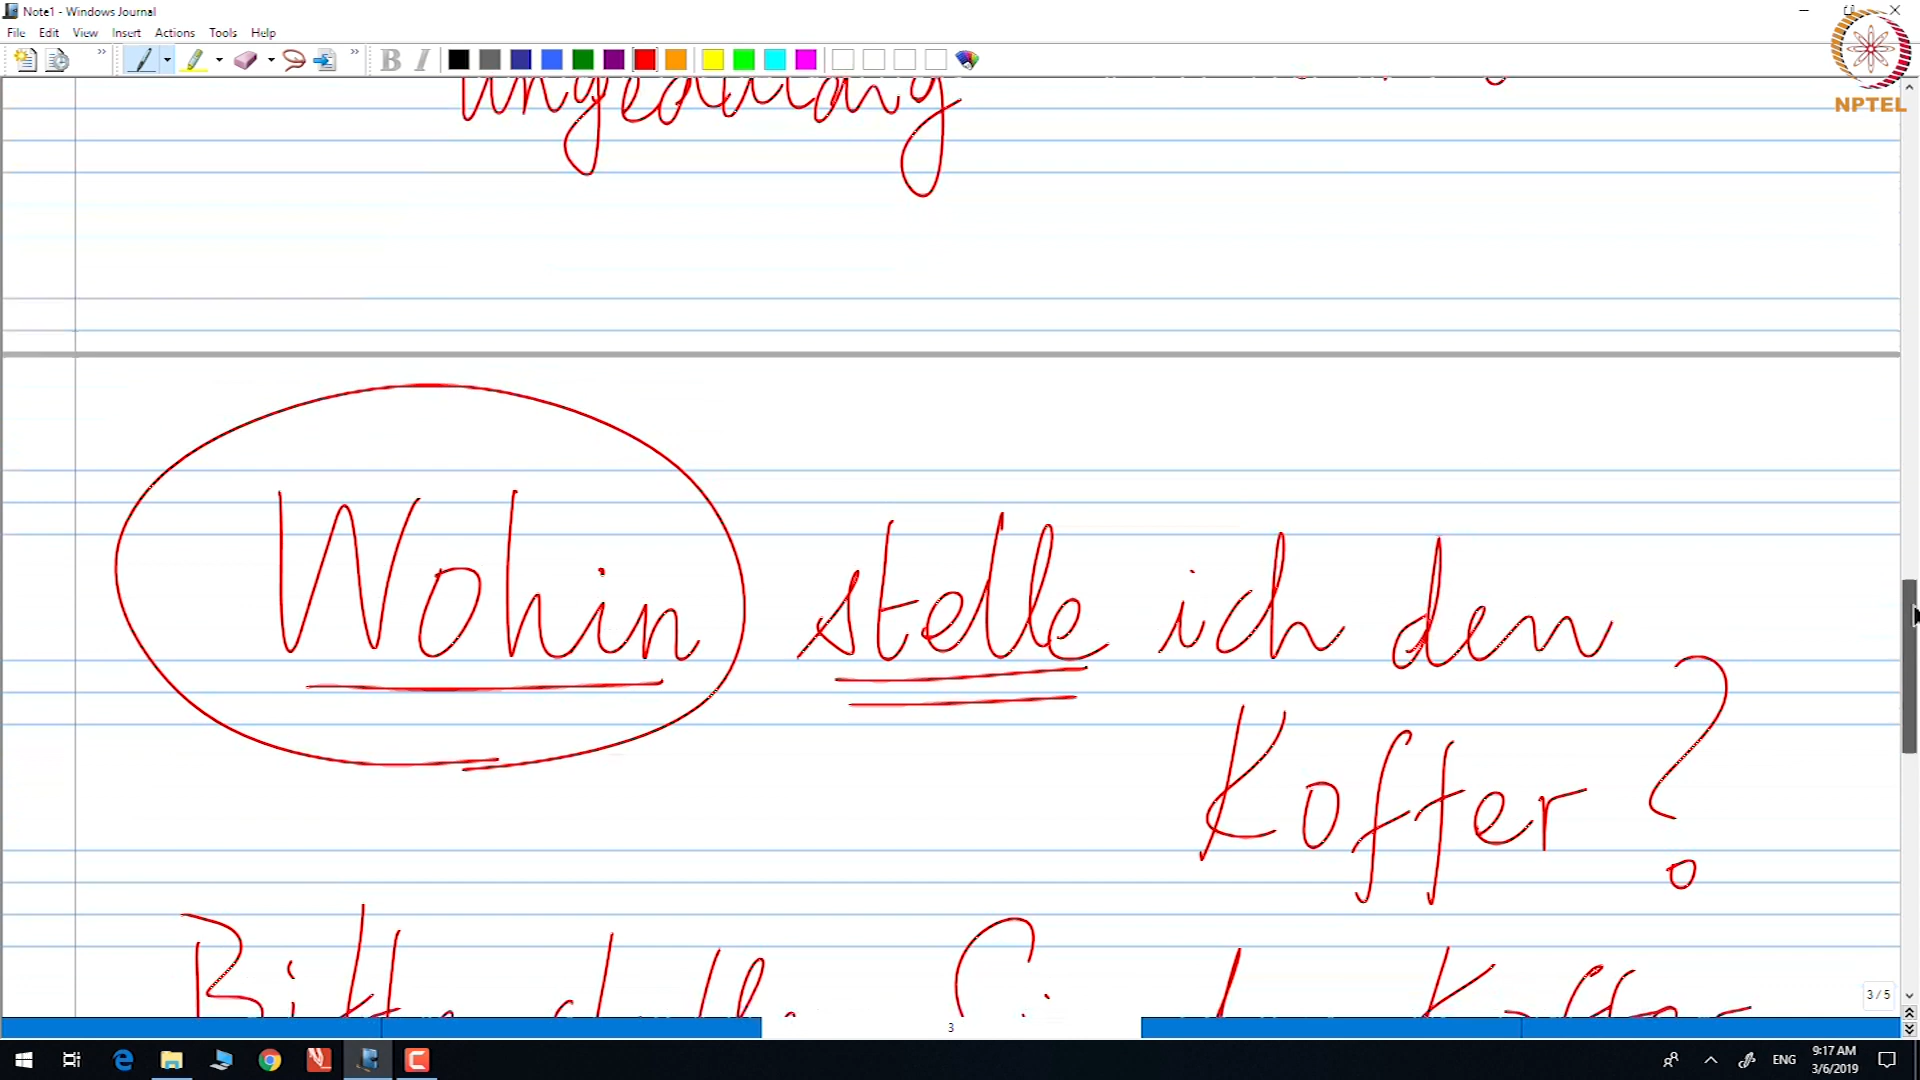 Note1 - Windows Journal
File Edit View Insert Actions Tools Help
B I
NPTEL
Wohin stelle ich den
Koffer?
3 / 5
3
ENG
9:17 AM
3/6/2019